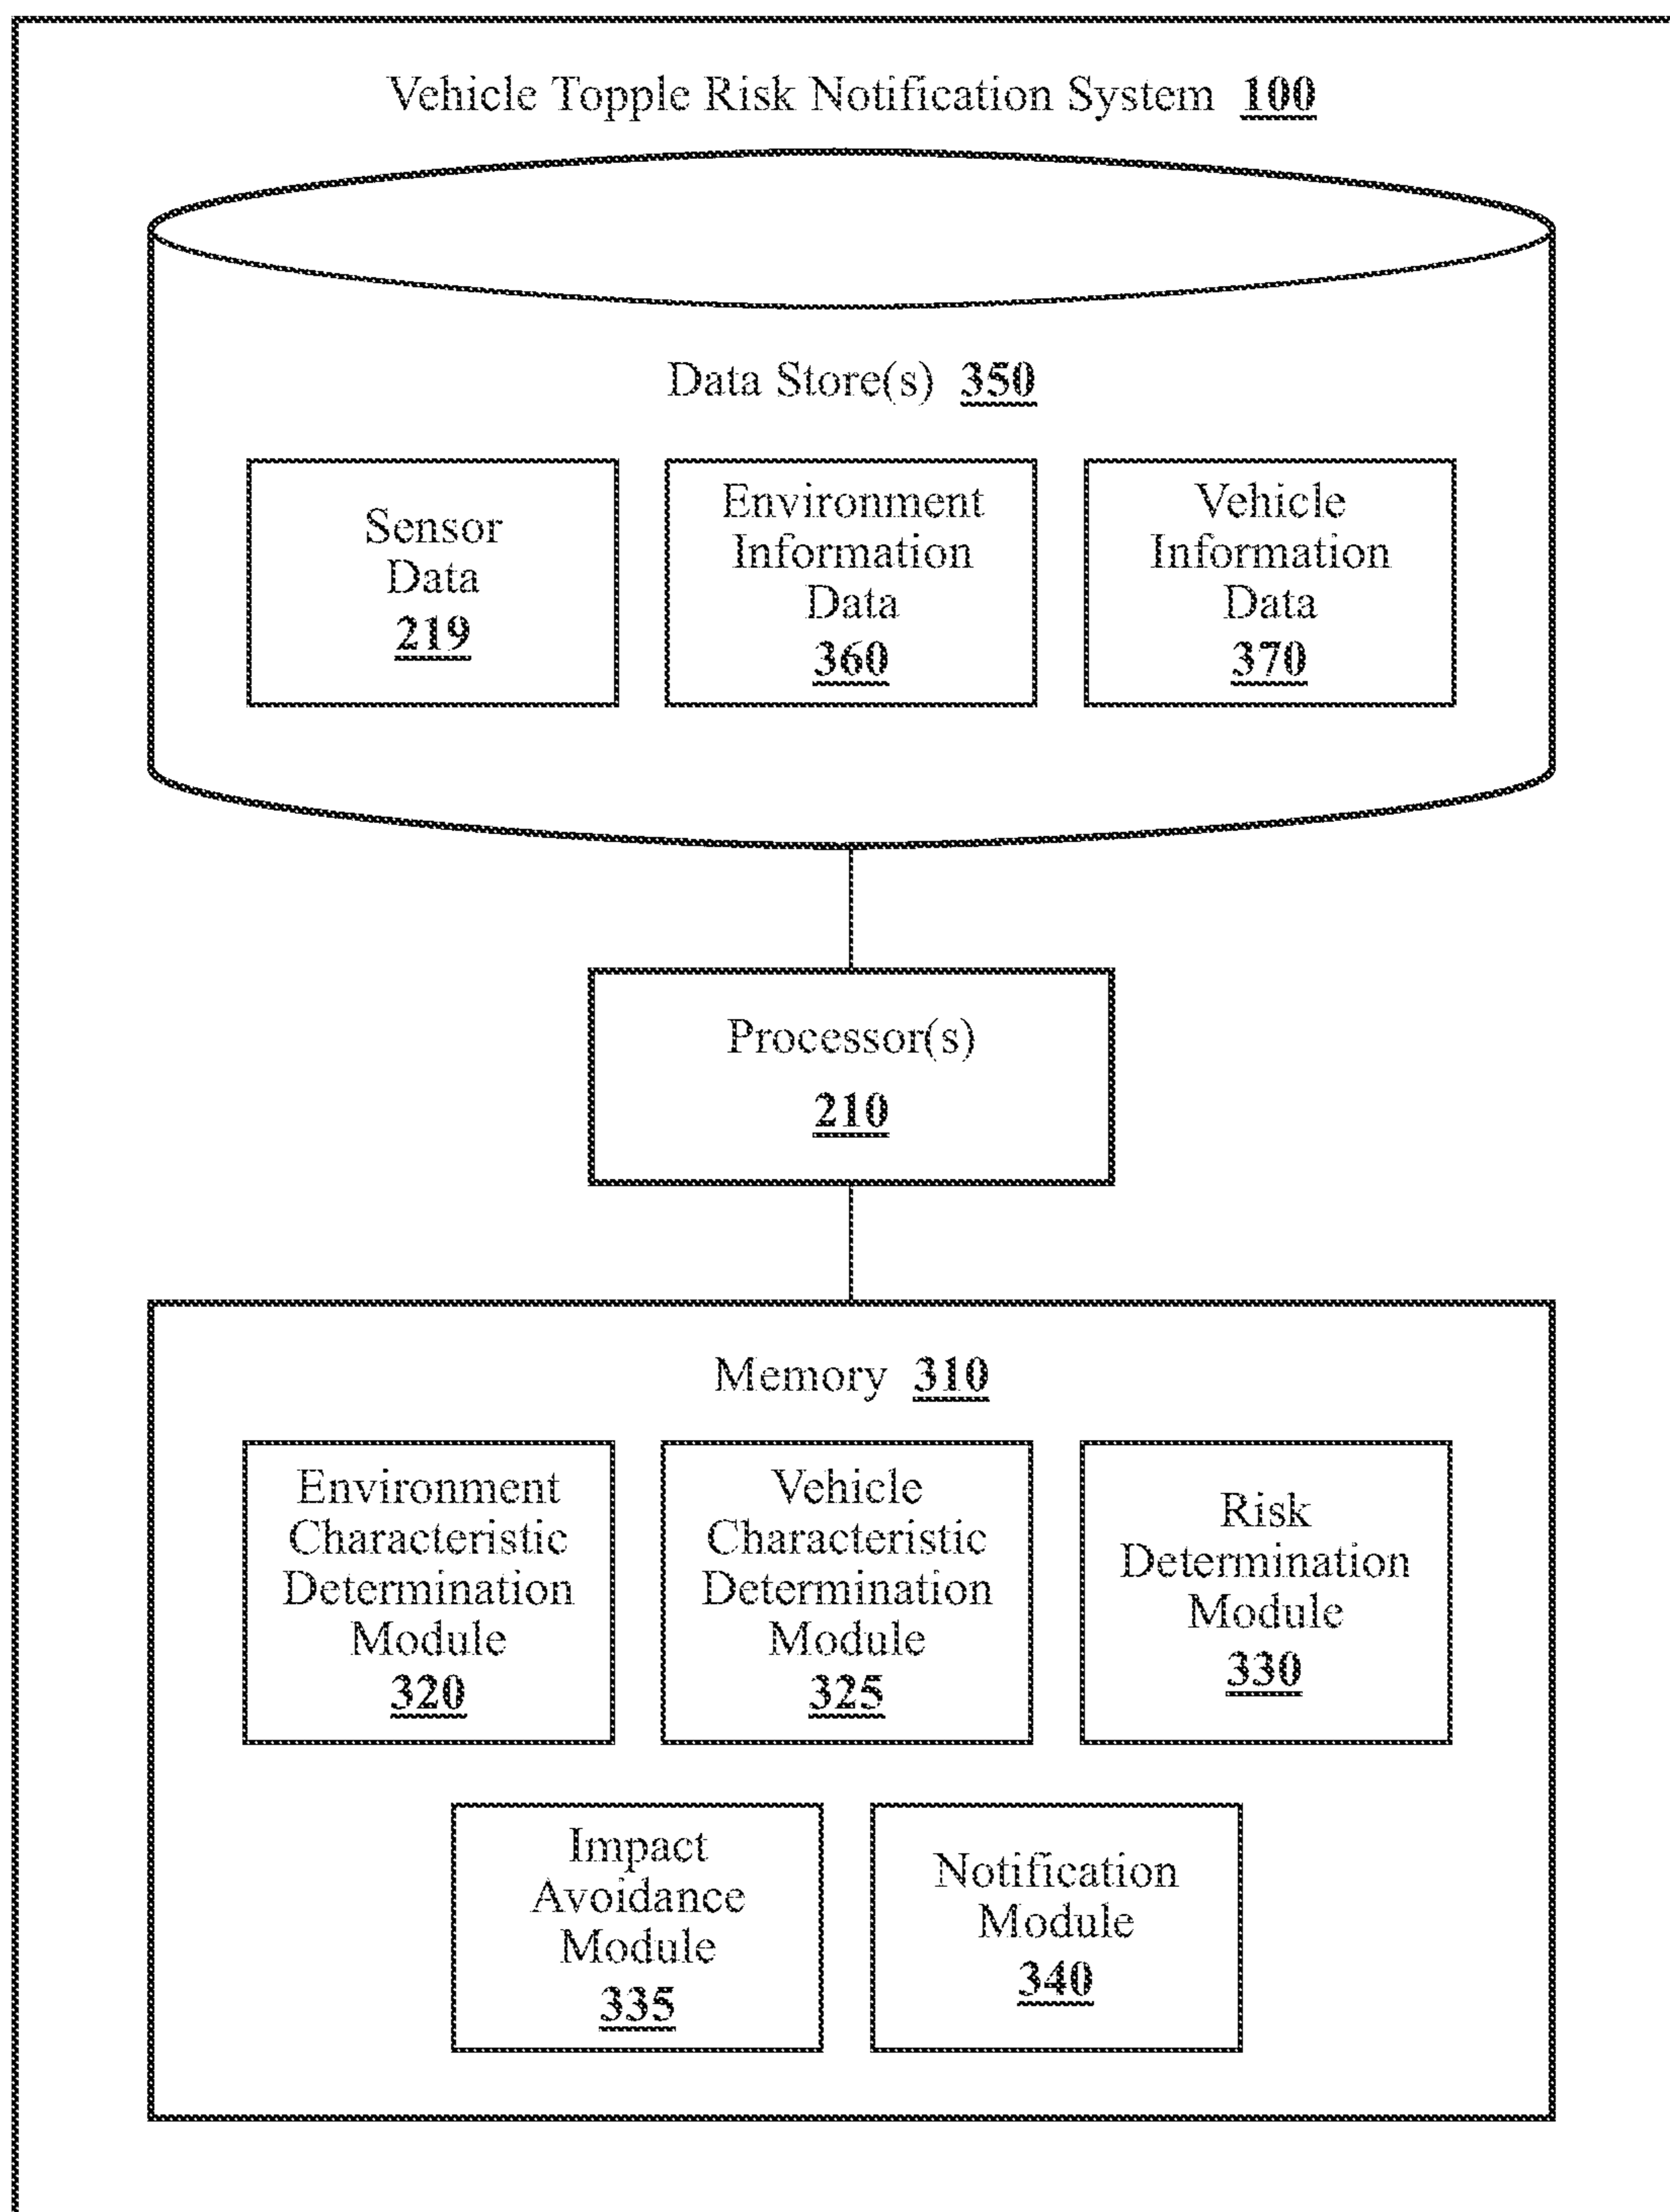 Vehicle Topple Risk Notification System 100
Data Store(s) 350
Sensor
Data
219
Environment
Information
Data
360
Vehicle
Information
Data
370
Processor(s)
210
Memory 310
Environment
Characteristic
Determination
Module
320
Vehicle
Characteristic
Determination
Module
325
Risk
Determination
Module
330
Impact
Avoidance
Module
335
Notification
Module
340